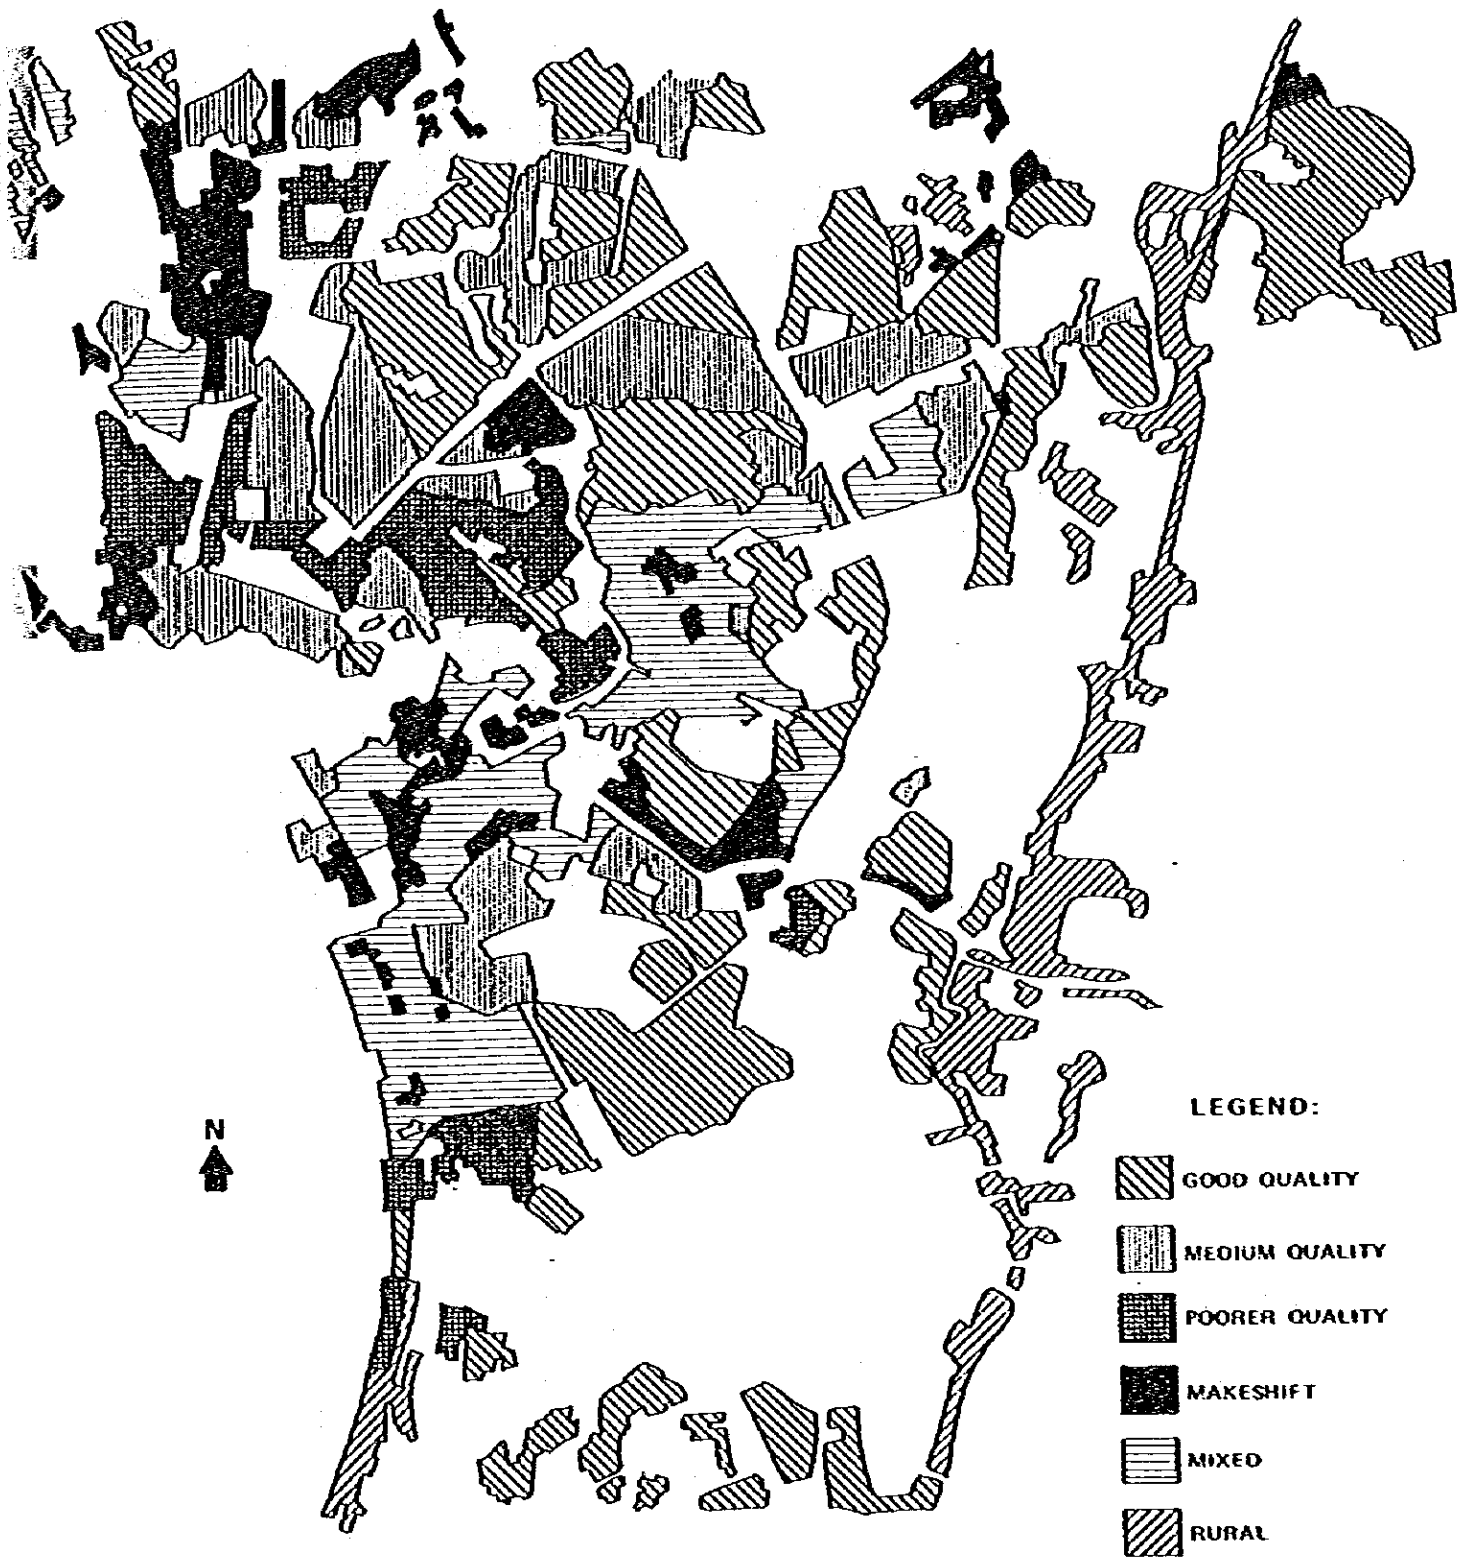 N
LEGEND:
GOOD QUALITY
MEDIUM QUALITY
POORER QUALITY
MAKESHIFT
MIXED
RURAL